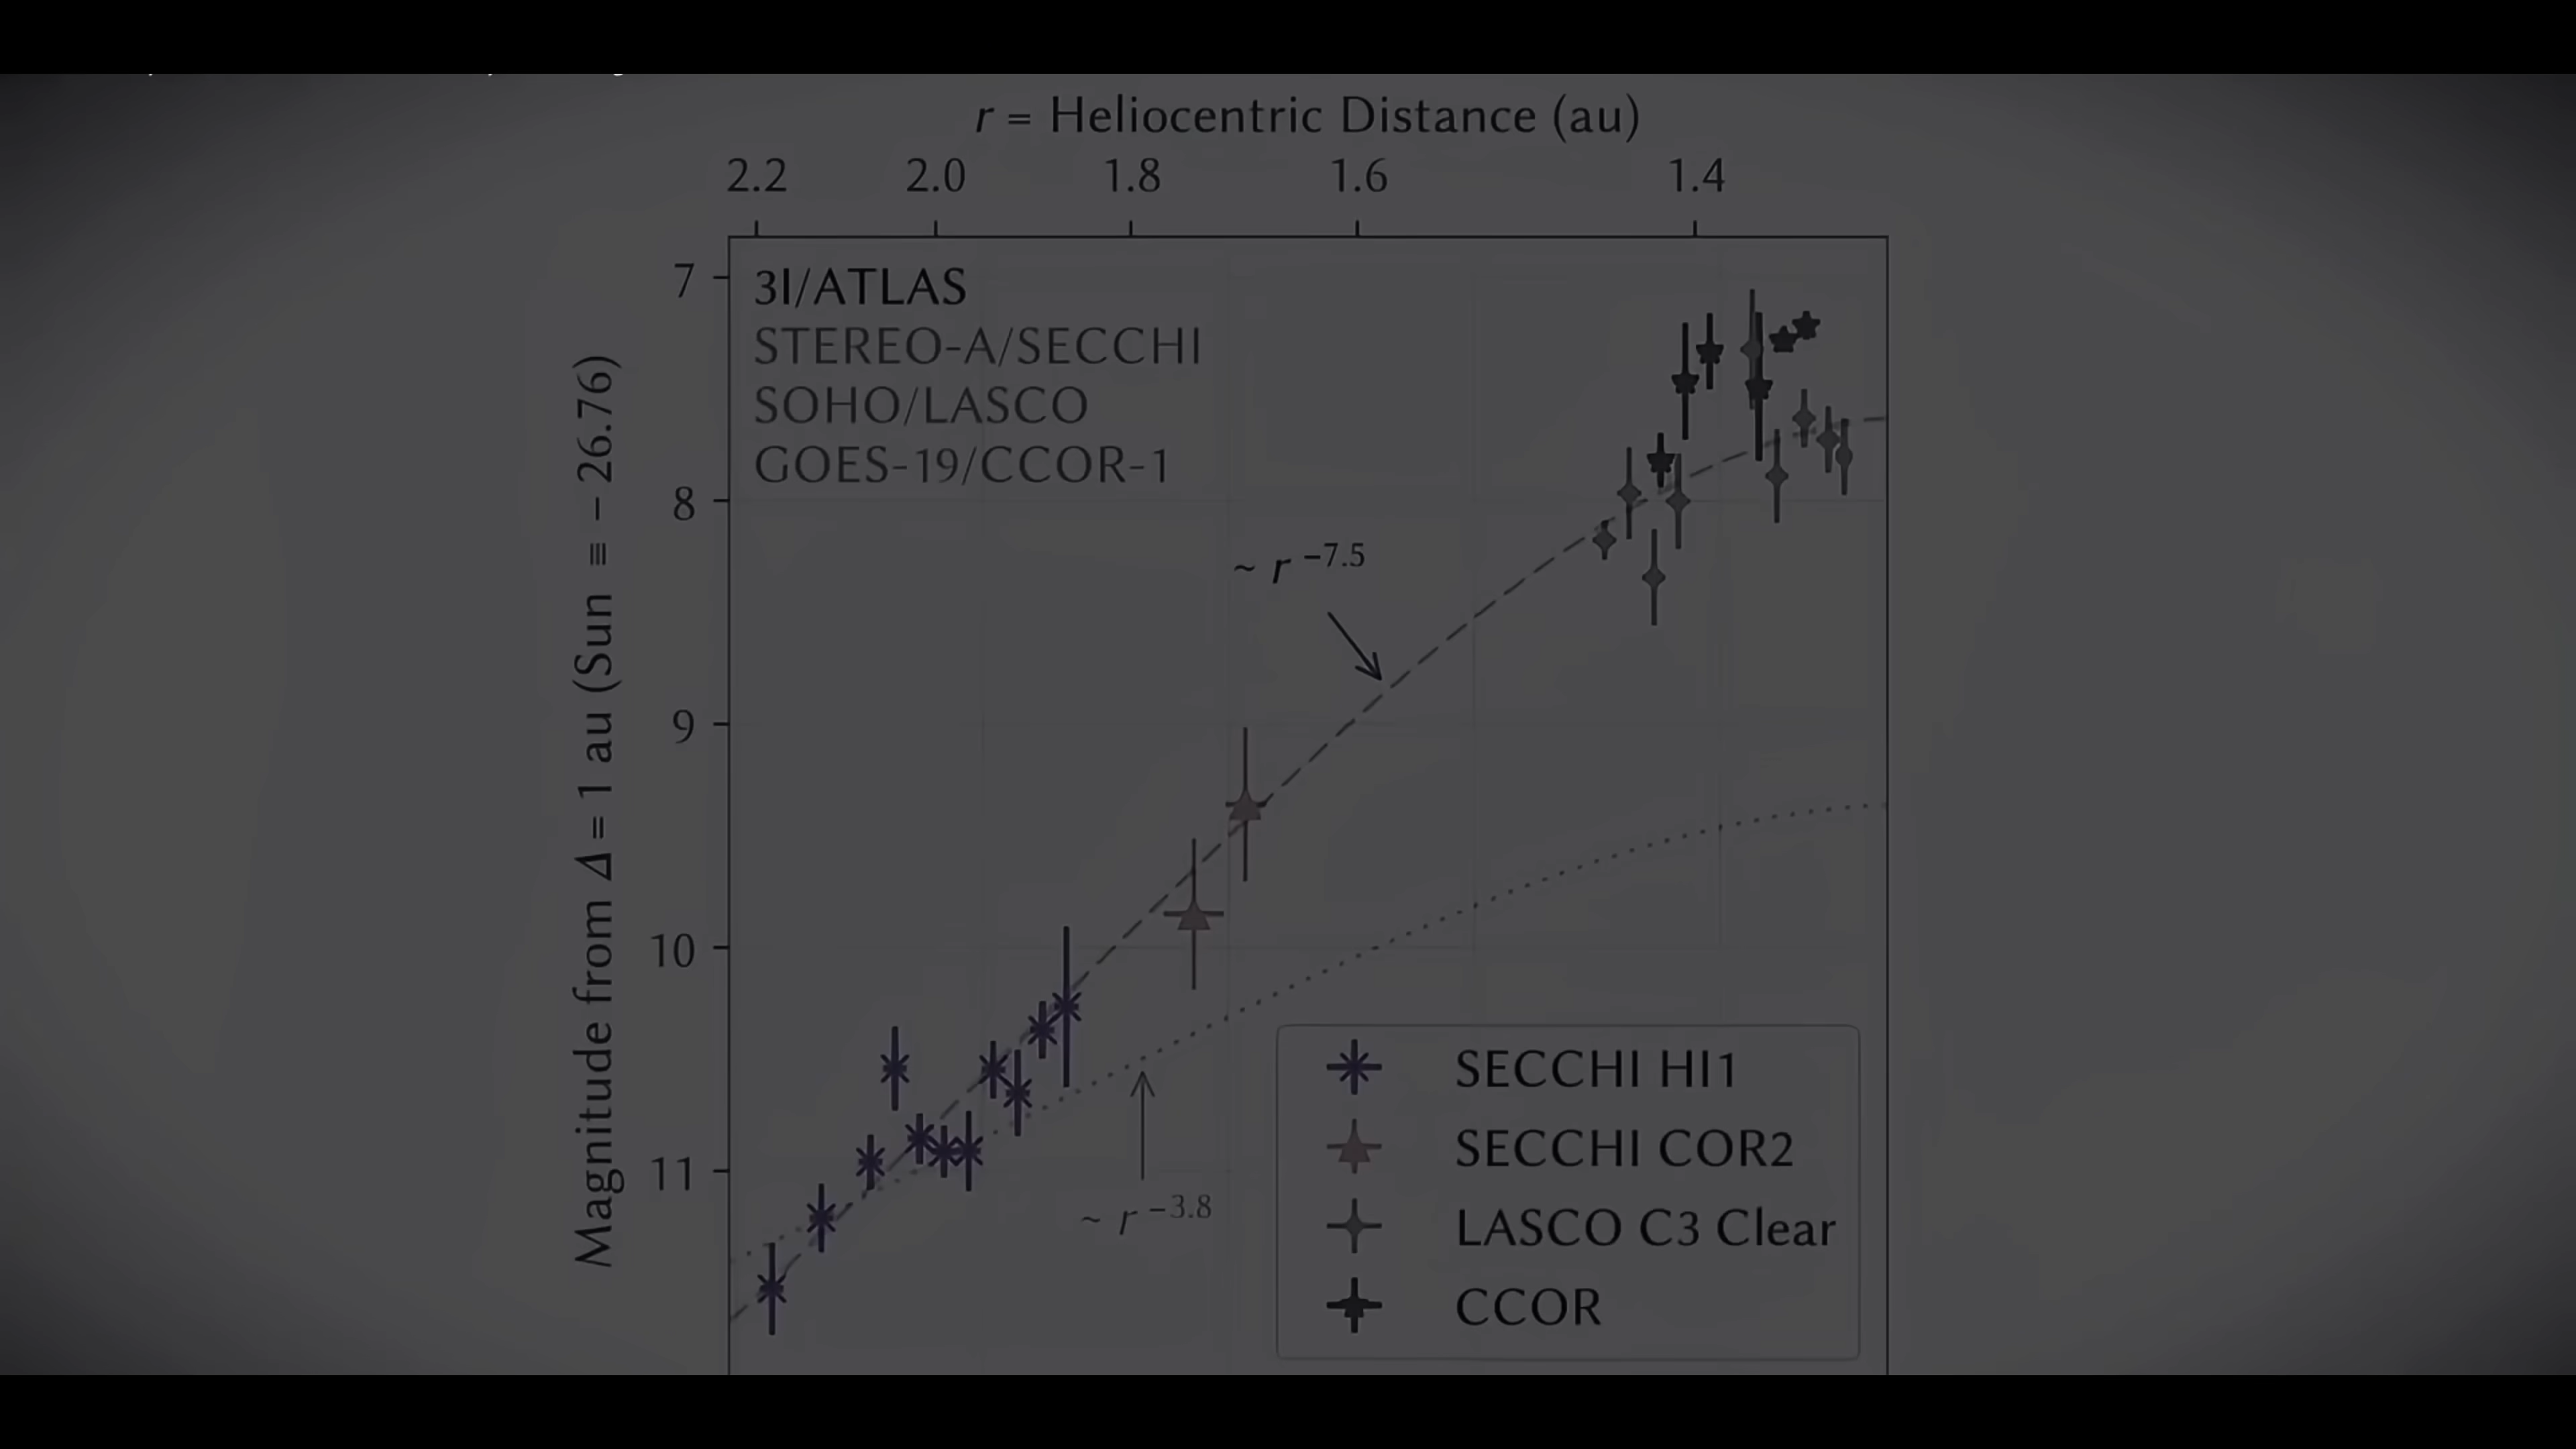 r = Heliocentric Distance (au)
2.2 2.0 1.8 1.6 1.4
3I/ATLAS
STEREO-A/SECCHI
SOHO/LASCO
GOES-19/CCOR-1
Magnitude from Δ = 1 au (Sun ≡ −26.76)
7
8
9
10
11
~ r −7.5
~ r −3.8
SECCHI HI1
SECCHI COR2
LASCO C3 Clear
CCOR